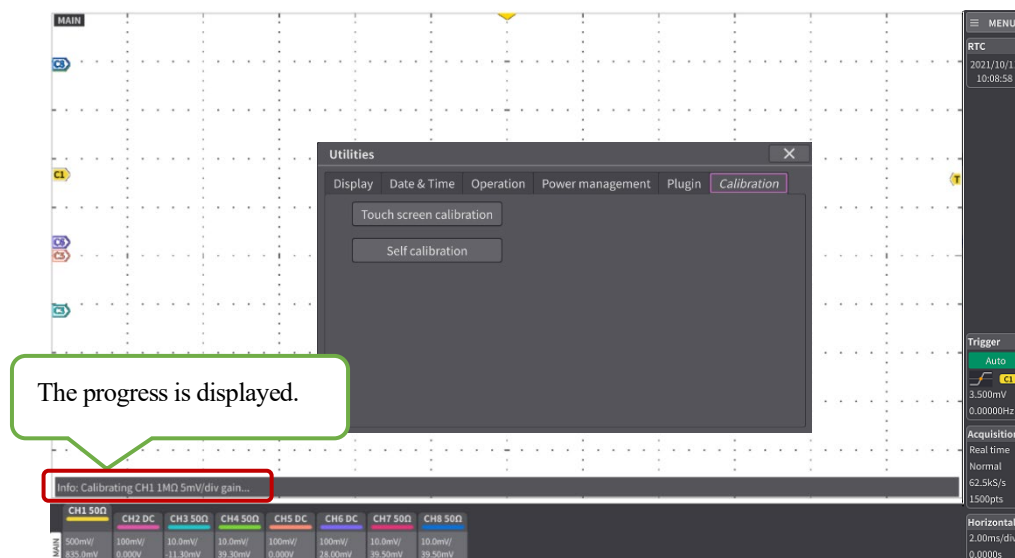 MAIN
MENU
RTC
2021/10/1
10:08:58
C8
C1
T
C6
C5
C3
Utilities
Display Date & Time Operation Power management Plugin Calibration
Touch screen calibration
Self calibration
The progress is displayed.
Info: Calibrating CH1 1MΩ 5mV/div gain...
Trigger
Auto
C1
3.500mV
0.00000Hz
Acquisition
Real time
Normal
62.5kS/s
1500pts
Horizontal
2.00ms/div
0.0000s
MAIN
CH1 50Ω CH2 DC CH3 50Ω CH4 50Ω CH5 DC CH6 DC CH7 50Ω CH8 50Ω
500mV/ 100mV/ 10.0mV/ 10.0mV/ 100mV/ 100mV/ 10.0mV/ 10.0mV/
835.0mV 0.000V -11.30mV 39.30mV 0.000V 28.00mV 39.50mV 39.50mV